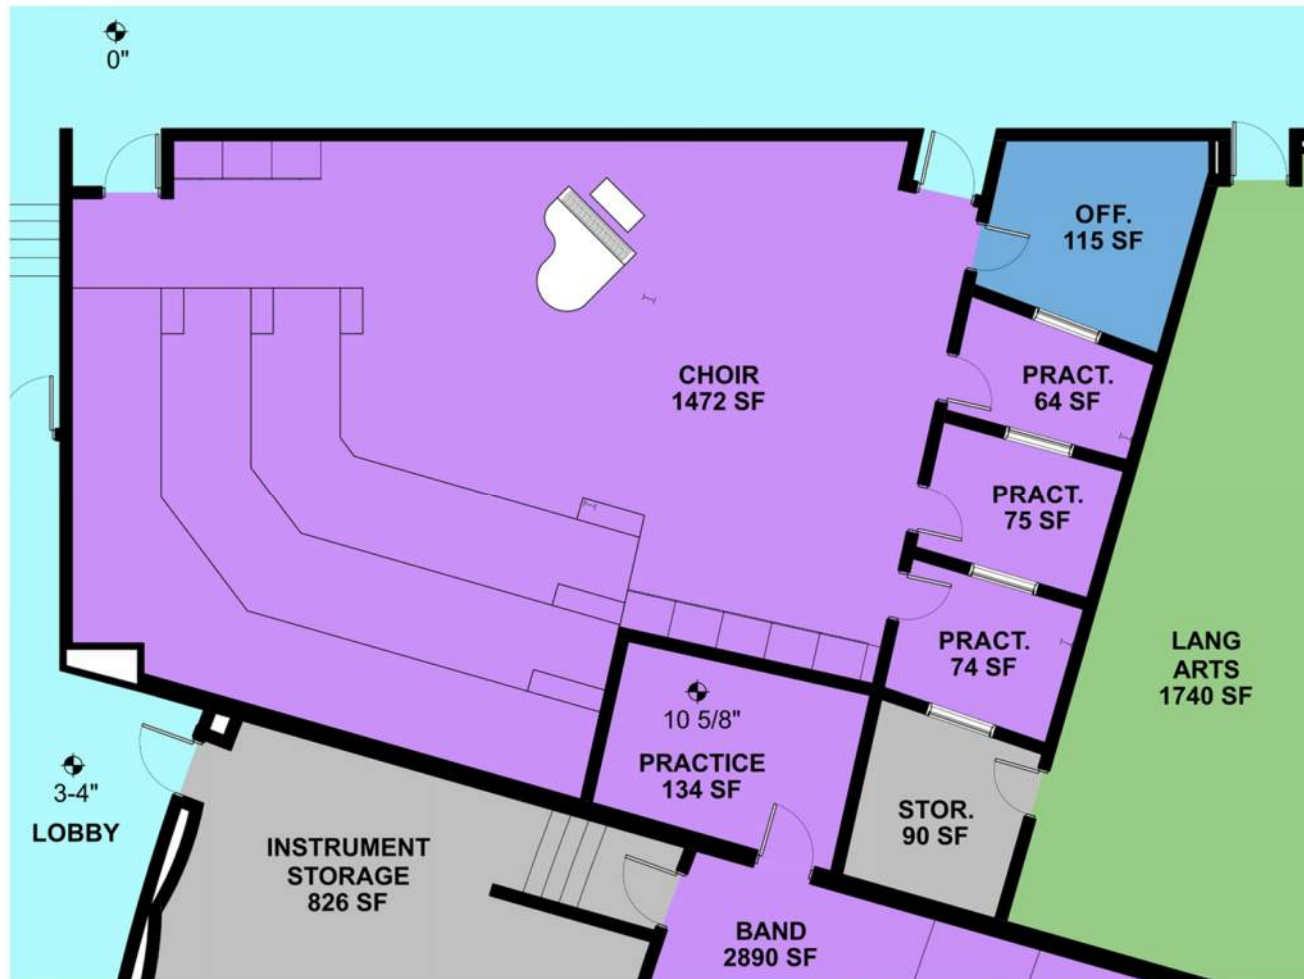 0"
OFF.
115 SF
CHOIR
1472 SF
PRACT.
64 SF
PRACT.
75 SF
PRACT.
74 SF
LANG
ARTS
1740 SF
10 5/8"
PRACTICE
134 SF
3-4"
LOBBY
STOR.
90 SF
INSTRUMENT
STORAGE
826 SF
BAND
2890 SF